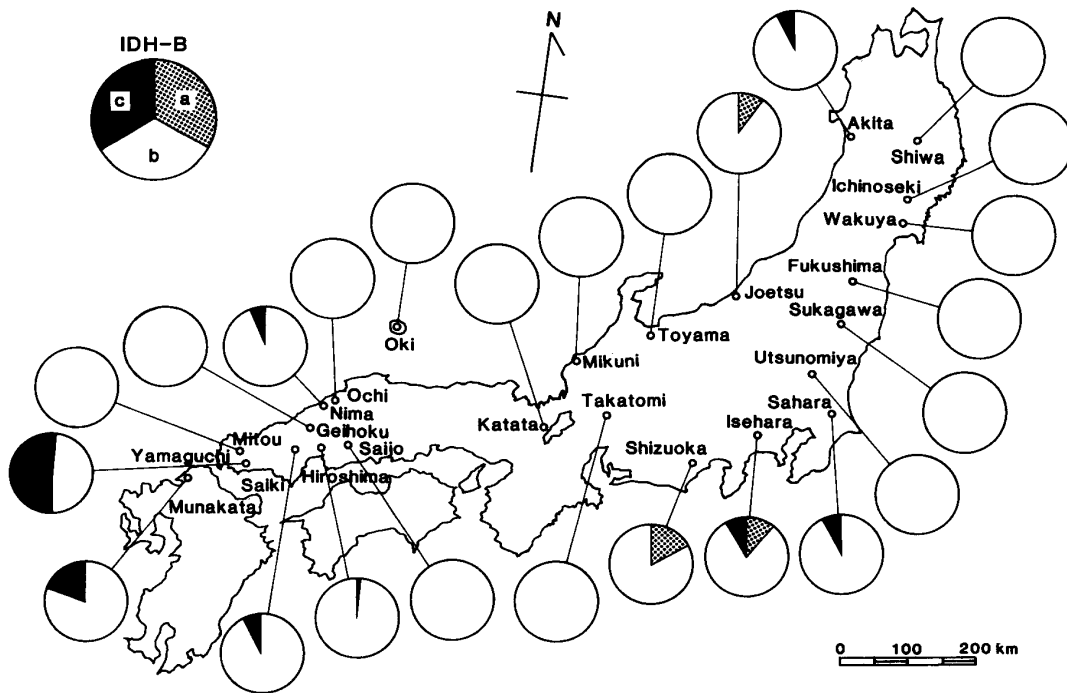 IDH-B
c
a
b
N
Akita
Shiwa
Ichinoseki
Wakuya
Fukushima
Joetsu
Sukagawa
Toyama
Oki
Mikuni
Utsunomiya
Ochi
Nima
Takatomi
Sahara
Katata
Geihoku
Isehara
Mitou
Saijo
Shizuoka
Yamaguchi
Saiki
Hiroshima
Munakata
0 100 200 km